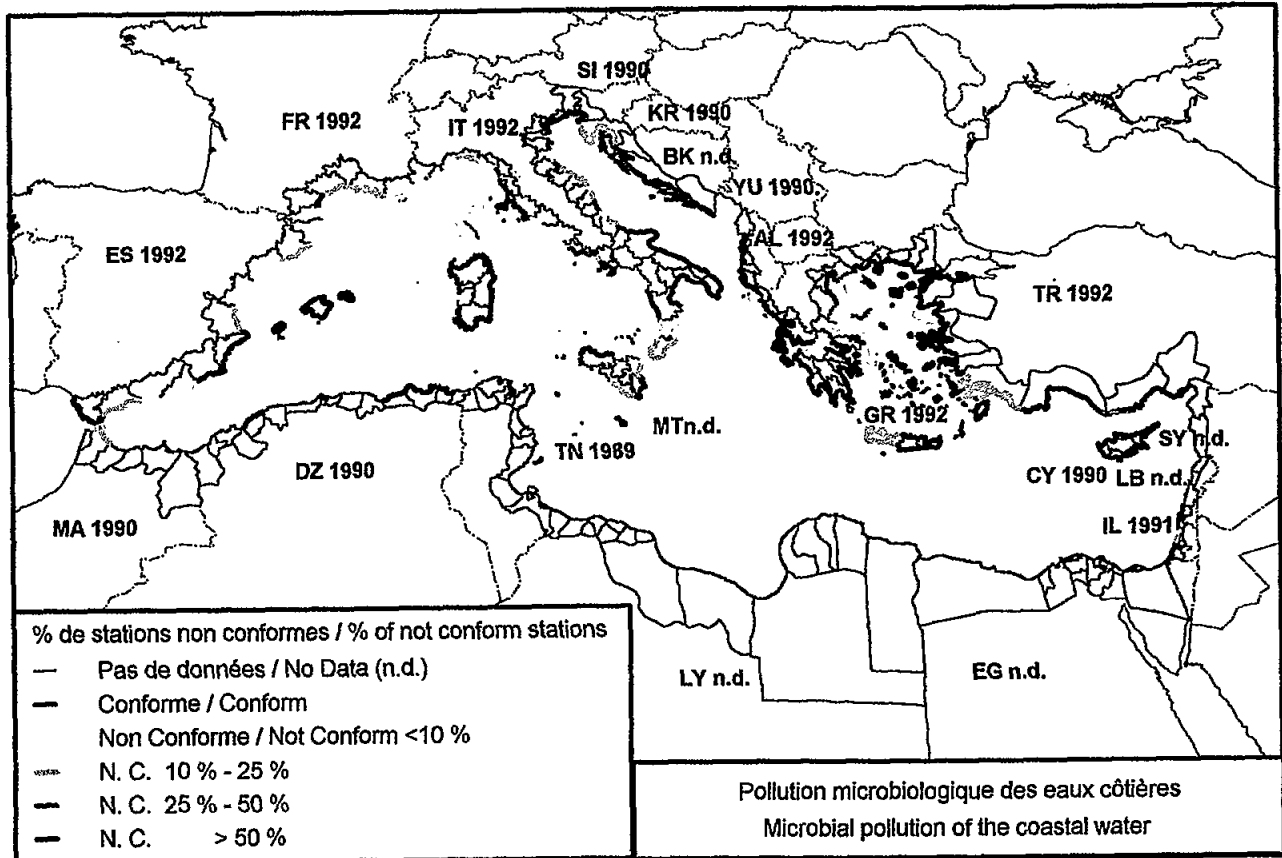 SI 1990
FR 1992
IT 1992
KR 1990
BK n.d.
YU 1990.
ES 1992
AL 1992
TR 1992
GR 1992
MTn.d.
TN 1989
SY n.d.
CY 1990
LB n.d.
DZ 1990
MA 1990
IL 1991
LY n.d.
EG n.d.
% de stations non conformes / % of not conform stations
Pas de données / No Data (n.d.)
Conforme / Conform
Non Conforme / Not Conform <10 %
N. C. 10 % - 25 %
N. C. 25 % - 50 %
N. C. > 50 %
Pollution microbiologique des eaux côtières
Microbial pollution of the coastal water